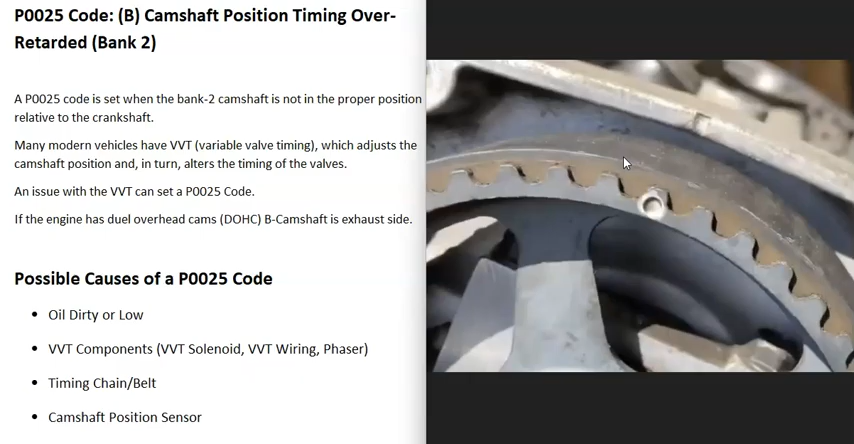 P0025 Code: (B) Camshaft Position Timing Over-
Retarded (Bank 2)
A P0025 code is set when the bank-2 camshaft is not in the proper position
relative to the crankshaft.
Many modern vehicles have VVT (variable valve timing), which adjusts the
camshaft position and, in turn, alters the timing of the valves.
An issue with the VVT can set a P0025 Code.
If the engine has duel overhead cams (DOHC) B-Camshaft is exhaust side.
Possible Causes of a P0025 Code
• Oil Dirty or Low
• VVT Components (VVT Solenoid, VVT Wiring, Phaser)
• Timing Chain/Belt
• Camshaft Position Sensor